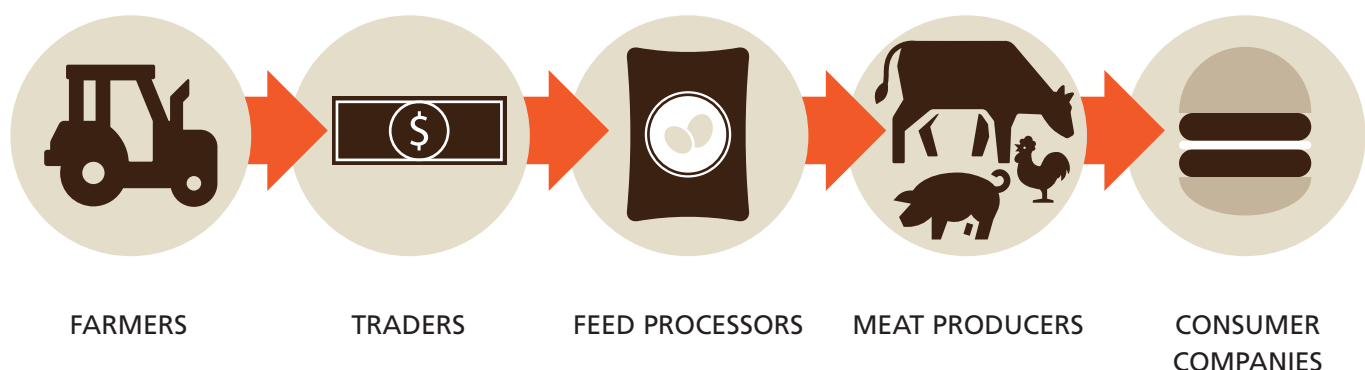 $
FARMERS
TRADERS
FEED PROCESSORS
MEAT PRODUCERS
CONSUMER
COMPANIES